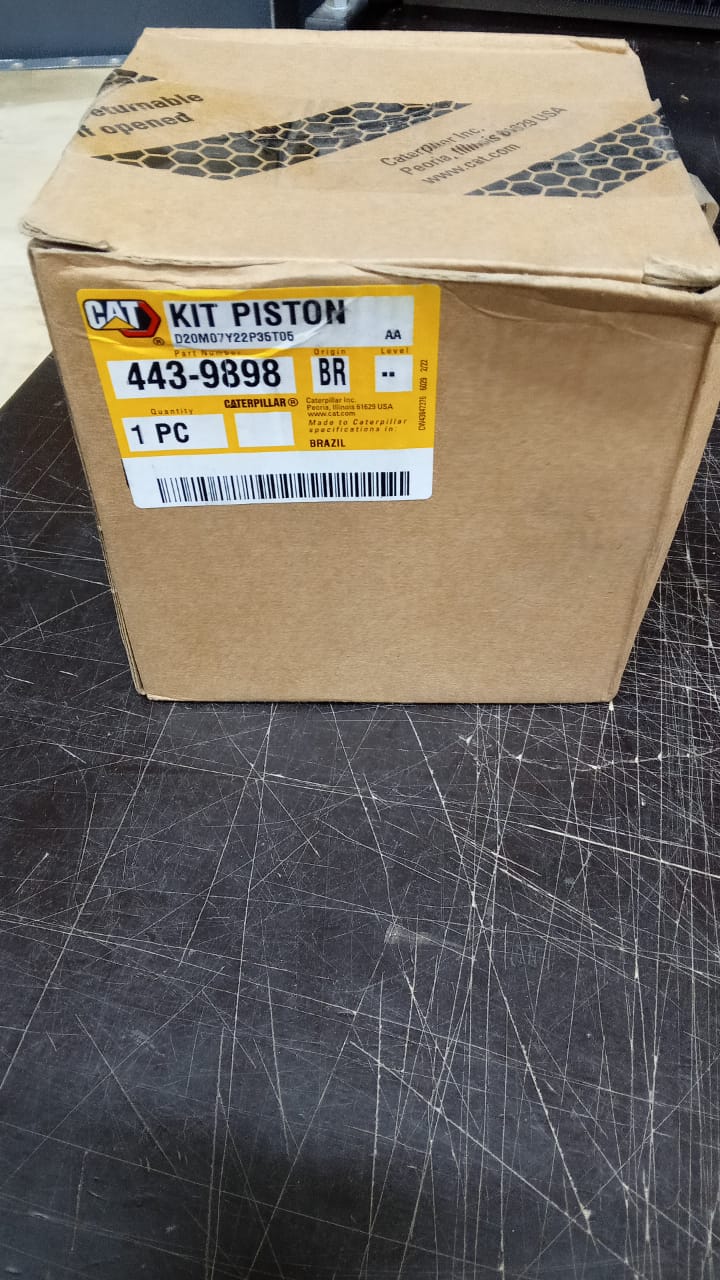 eturnable
if opened
Caterpillar Inc.
Peoria, Illinois 61629 USA
www.cat.com
CAT®
KIT PISTON
D20M07Y22P35T05 AA
Part Number Origin Level
443-9898 BR --
Quantity
CATERPILLAR®
1 PC
Caterpillar Inc.
Peoria, Illinois 61629 USA
www.cat.com
Made to Caterpillar
specifications in:
BRAZIL